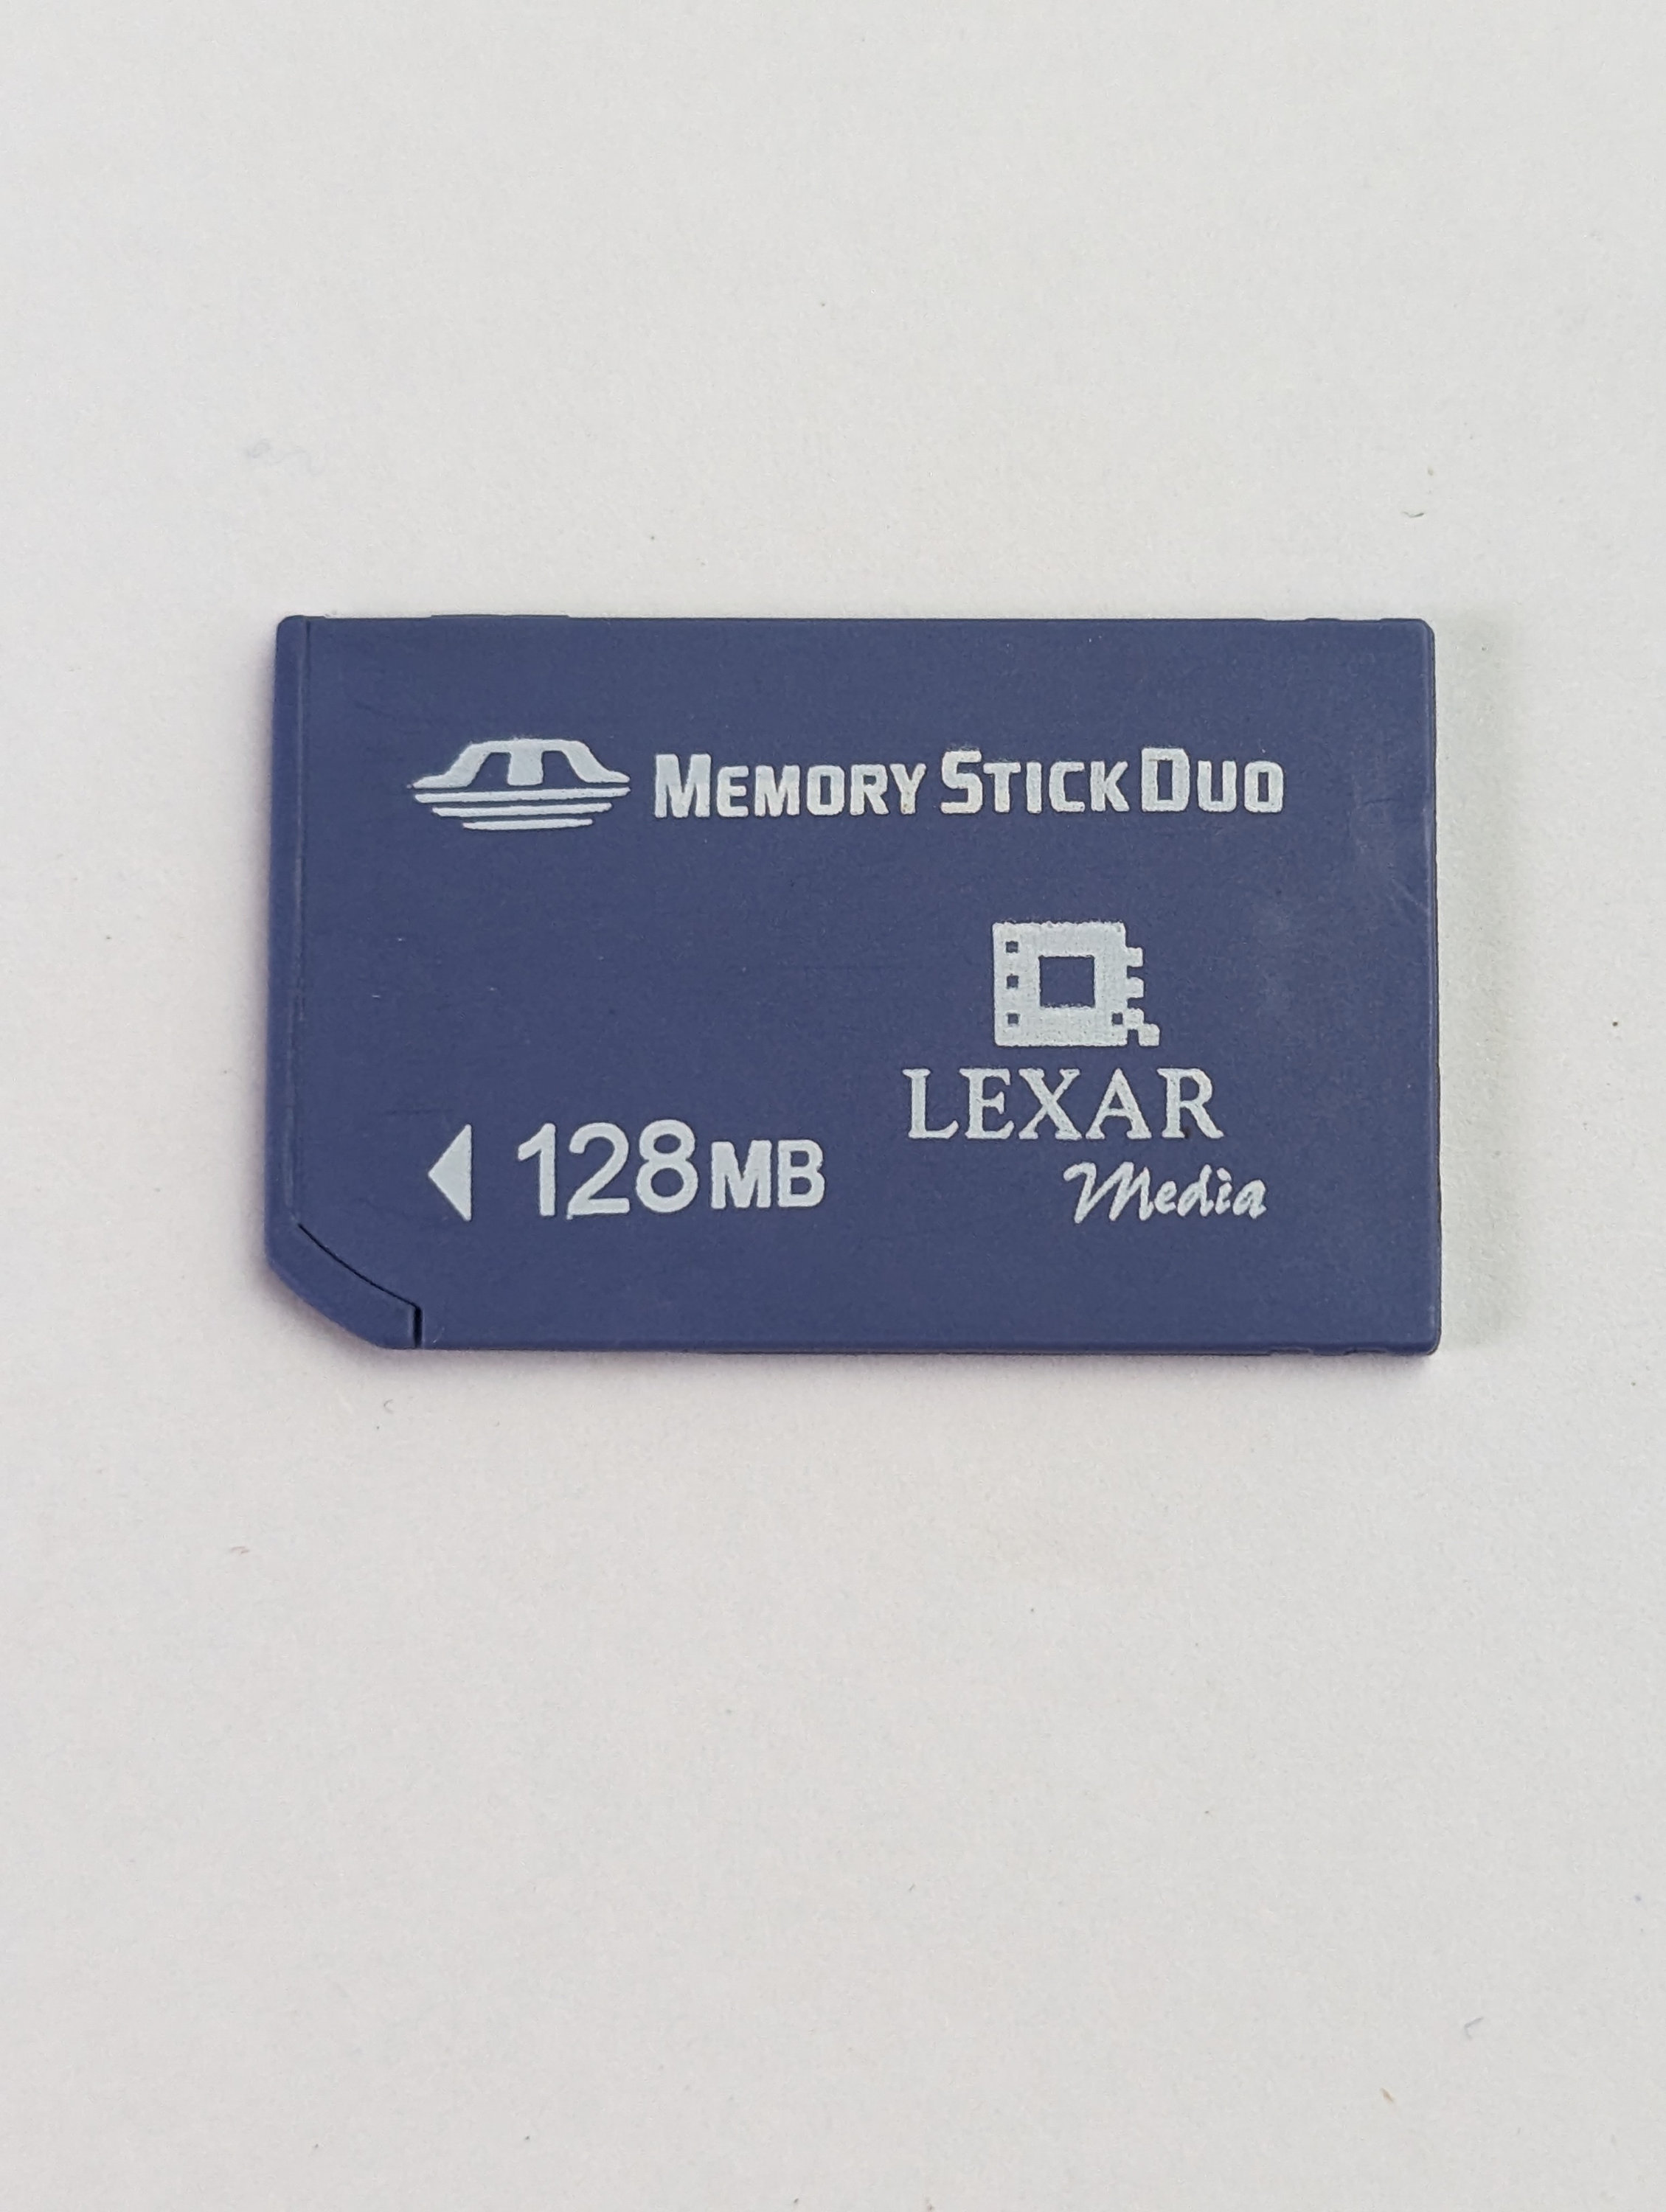 MEMORY STICK DUO
LEXAR
Media
128MB